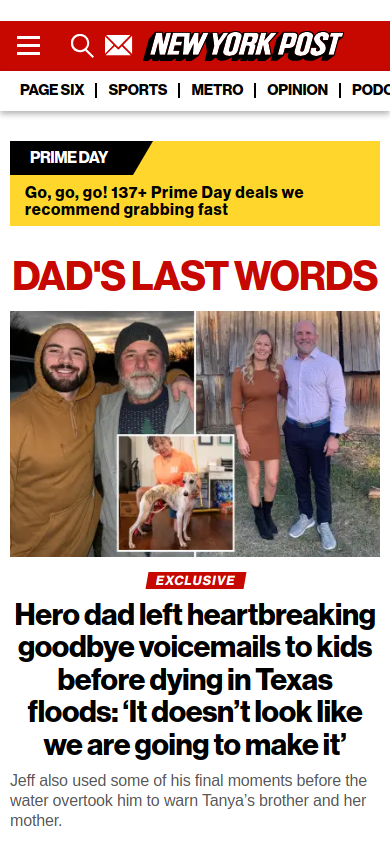 NEW YORK POST
PAGE SIX
SPORTS
METRO
OPINION
PODC
PRIME DAY
Go, go, go! 137+ Prime Day deals we
recommend grabbing fast
DAD'S LAST WORDS
EXCLUSIVE
Hero dad left heartbreaking
goodbye voicemails to kids
before dying in Texas
floods: ‘It doesn’t look like
we are going to make it’
Jeff also used some of his final moments before the
water overtook him to warn Tanya’s brother and her
mother.